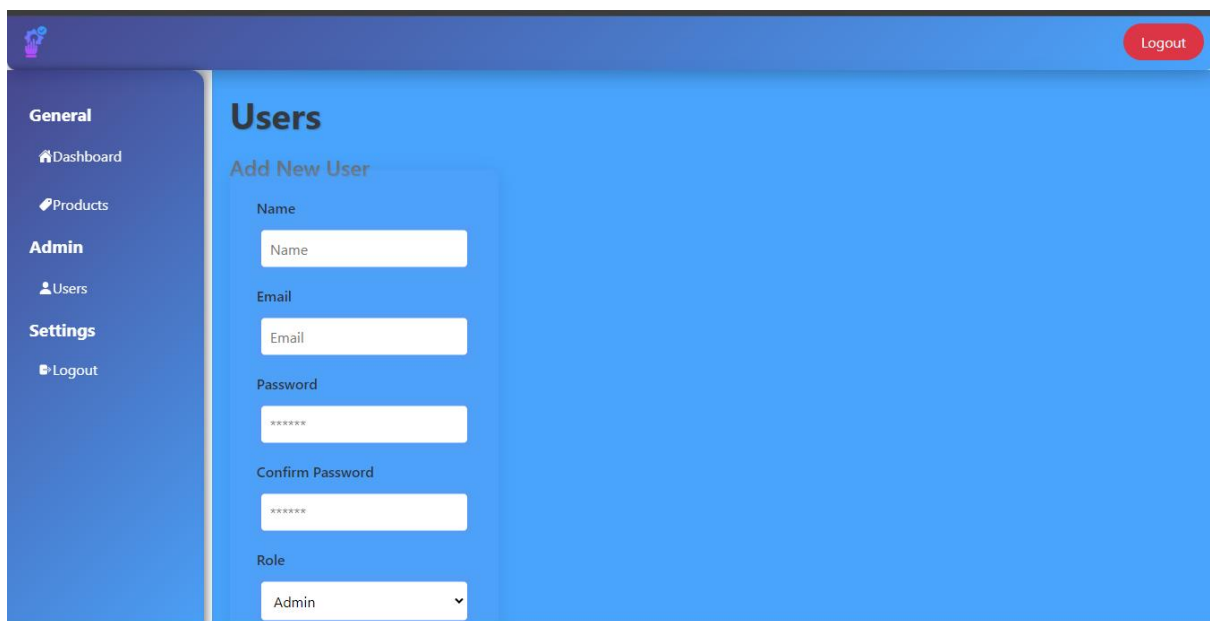 Logout
General
Dashboard
Products
Admin
Users
Settings
Logout
Users
Add New User
Name
Name
Email
Email
Password
******
Confirm Password
******
Role
Admin